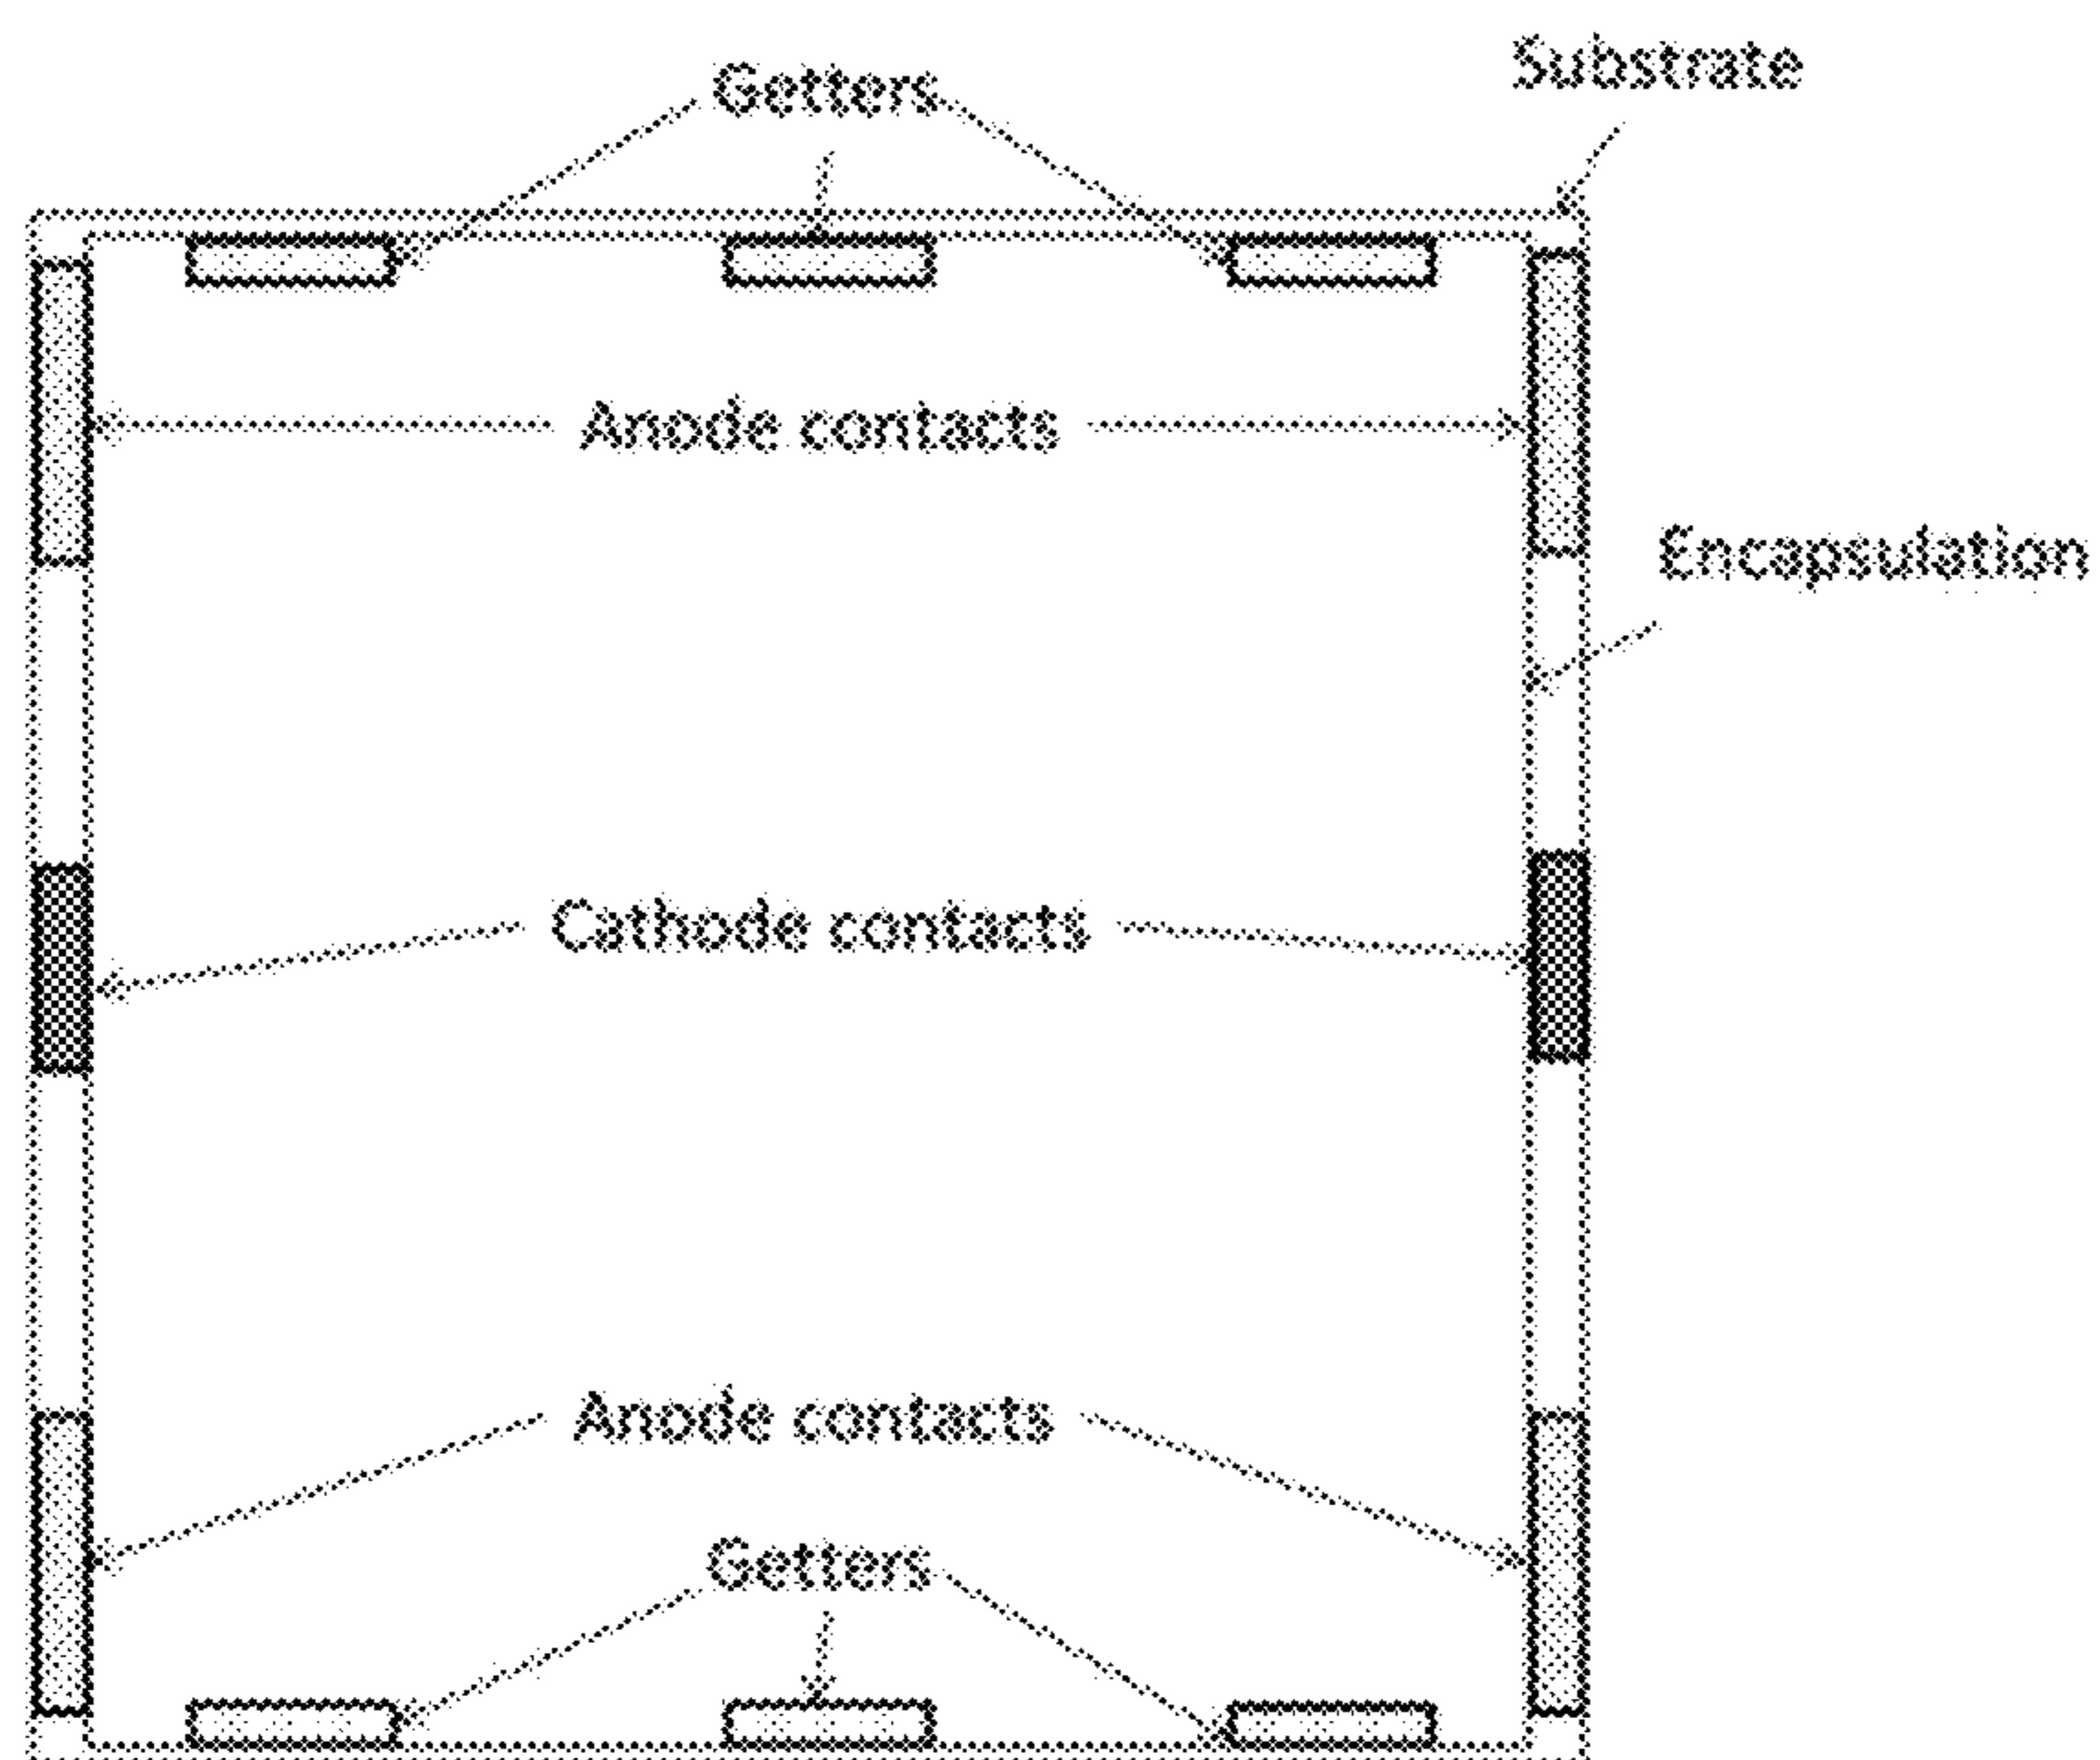 Substrate
Getters
Anode contacts
Encapsulation
Cathode contacts
Anode contacts
Getters